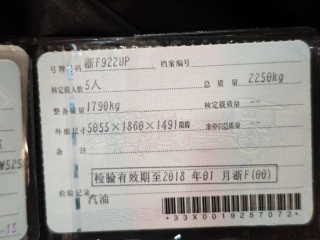 号牌号码 浙F922UP 档案编号
核定载人数 5人 总质量 2250kg
整备质量 1790kg 核定载质量 --
外廓尺寸 5055×1860×1491mm 准牵引总质量 --
备注
检验有效期至2018年01月浙F(00)
检验记录
汽油
+33X0019257072+